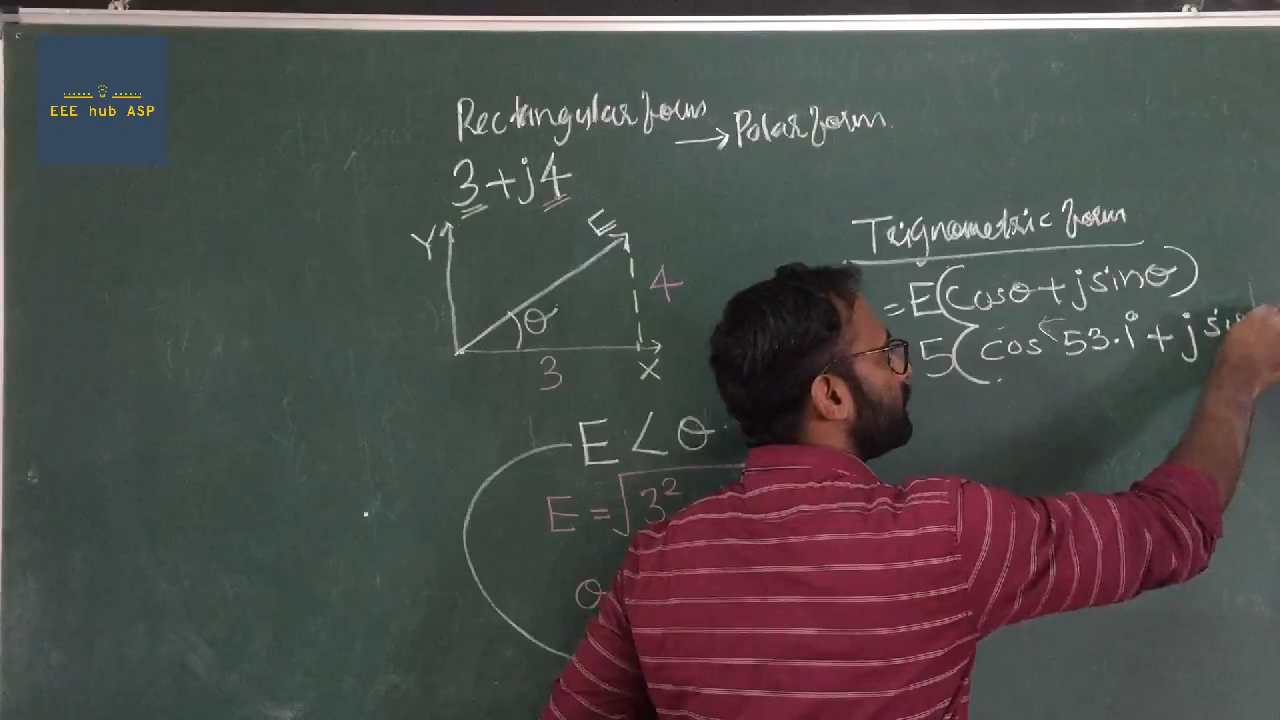 EEE hub ASP
Rectangular form → Polar form
3 + j4
Y
E
4
θ
3
X
E ∠ θ
E = √3²
θ
Trignometric form
= E(cosθ + jsinθ)
5(cos 53.1 + j sin